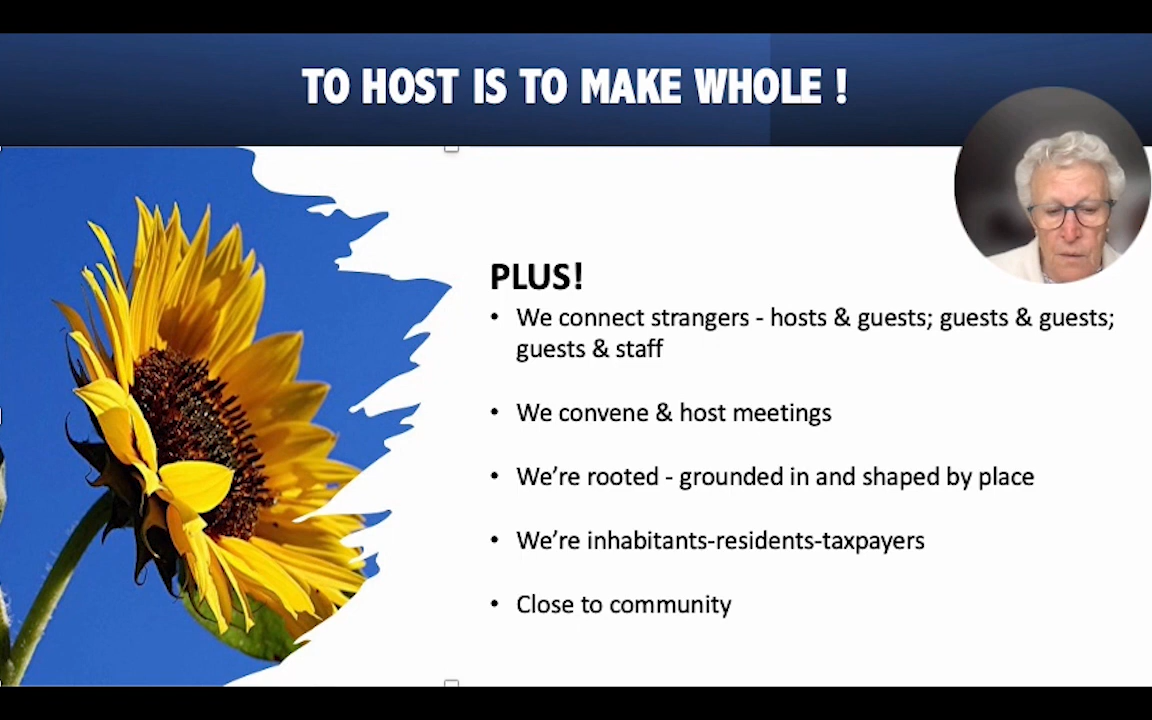 TO HOST IS TO MAKE WHOLE !
PLUS!
• We connect strangers - hosts & guests; guests & guests;
guests & staff
• We convene & host meetings
• We’re rooted - grounded in and shaped by place
• We’re inhabitants-residents-taxpayers
• Close to community